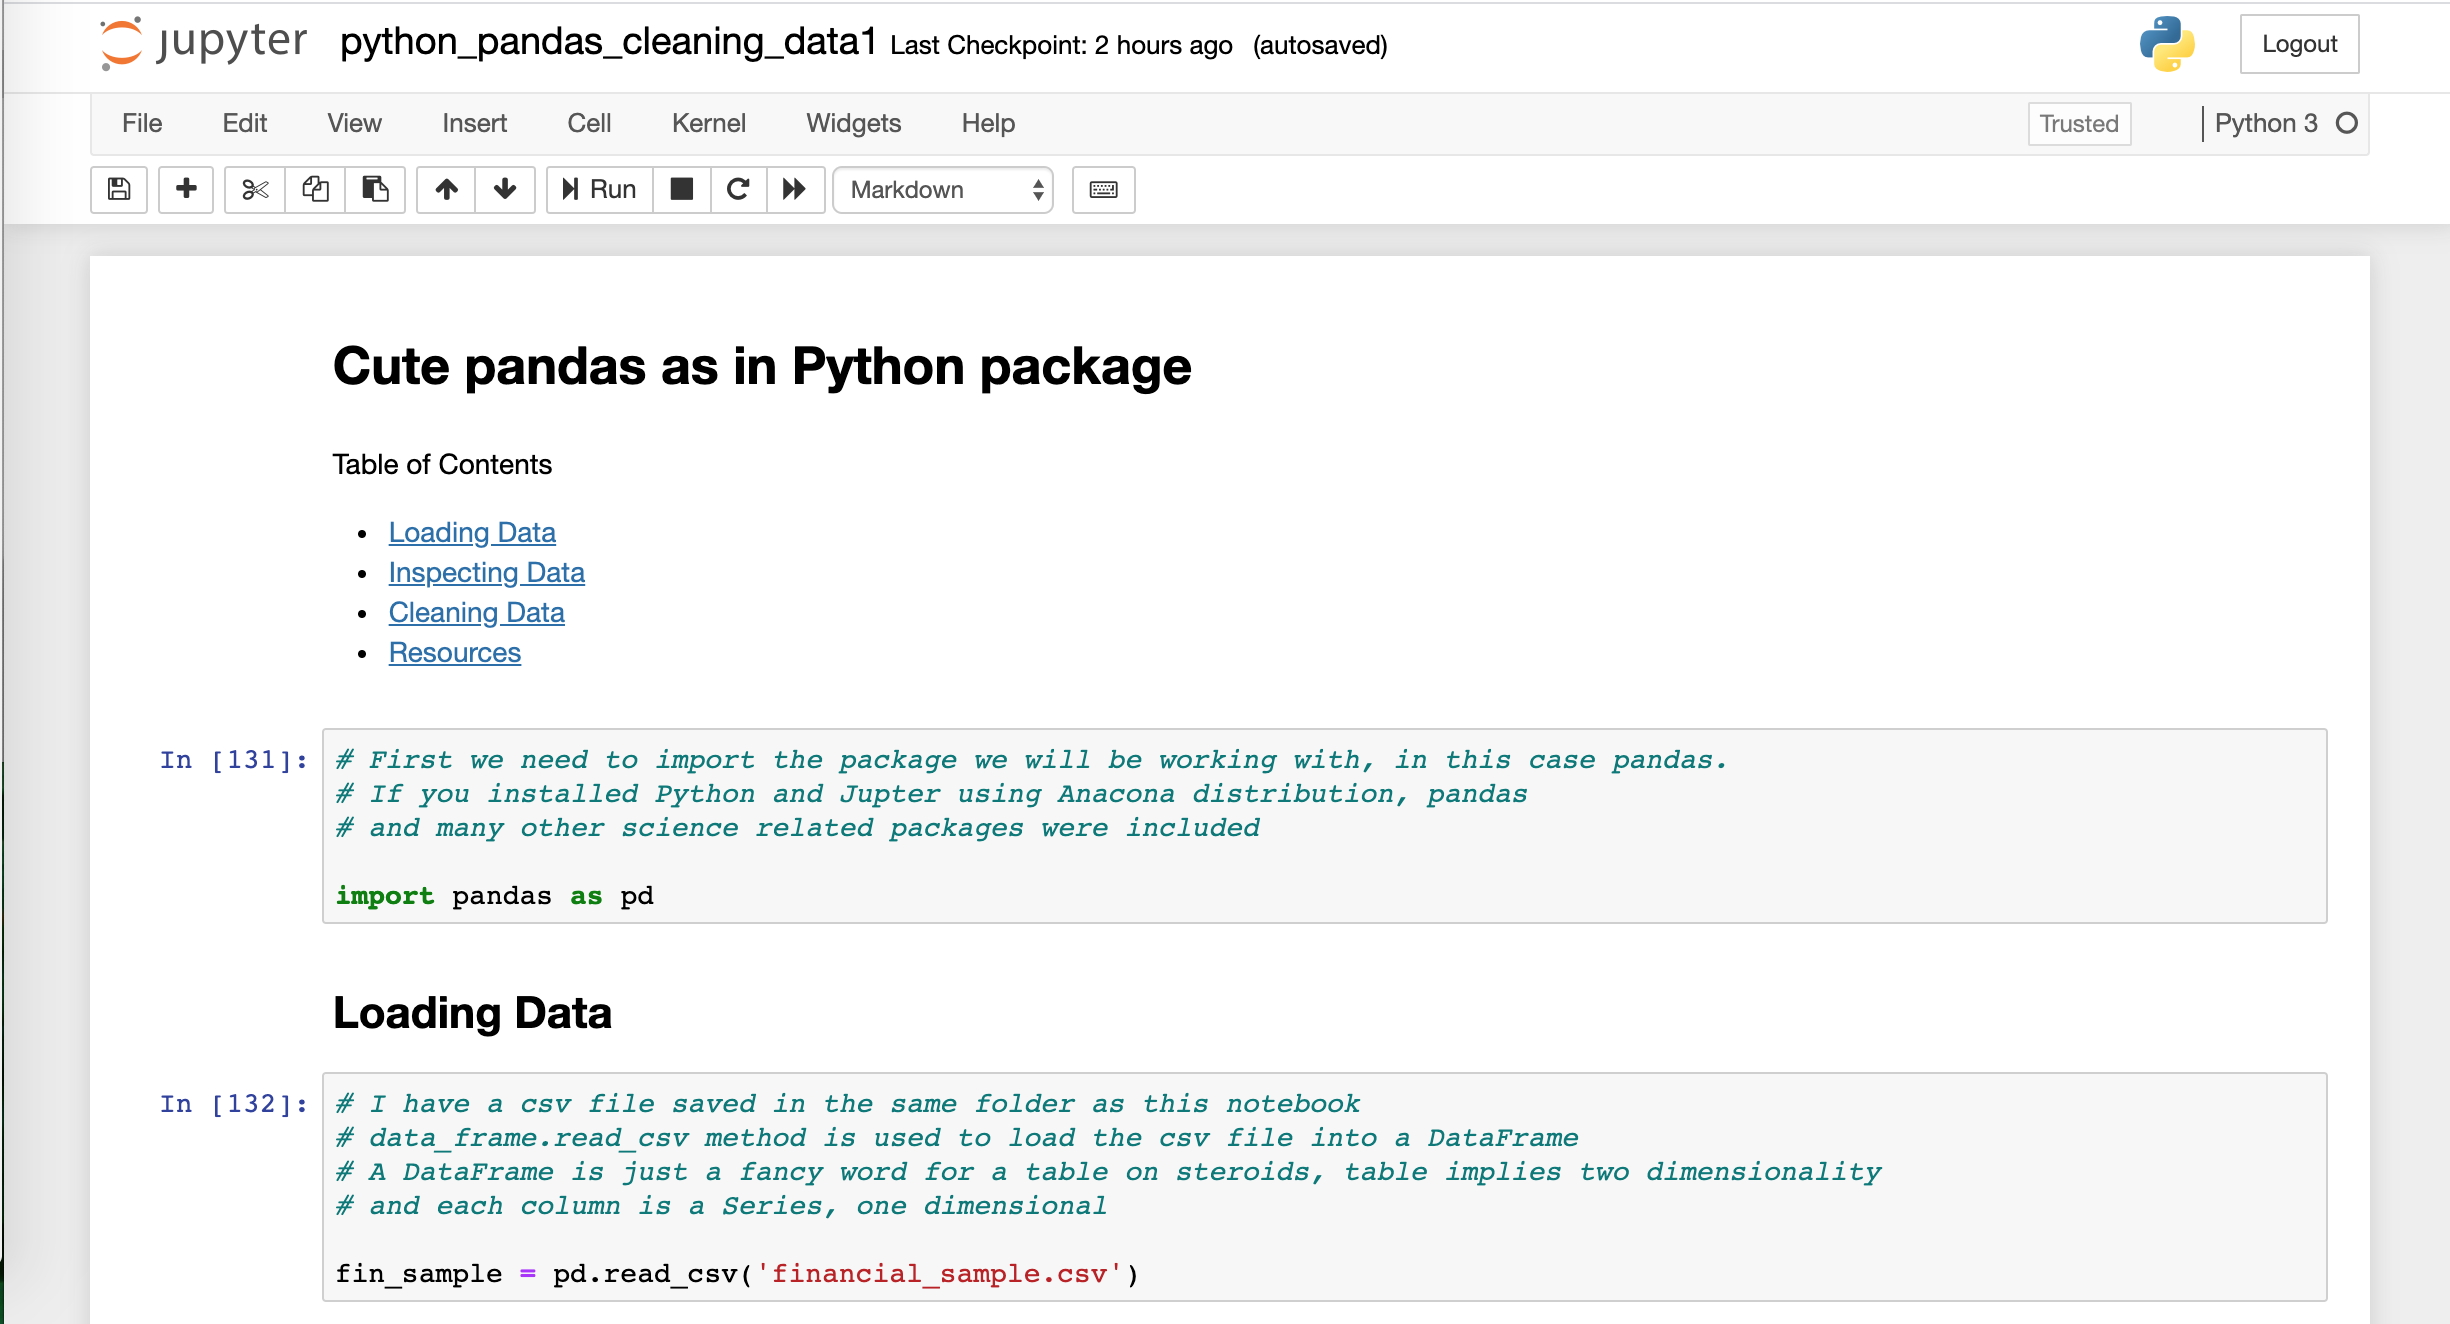 jupyter python_pandas_cleaning_data1 Last Checkpoint: 2 hours ago (autosaved) Logout
File Edit View Insert Cell Kernel Widgets Help Trusted Python 3
Run Markdown
Cute pandas as in Python package
Table of Contents
Loading Data
Inspecting Data
Cleaning Data
Resources
In [131]: # First we need to import the package we will be working with, in this case pandas.
# If you installed Python and Jupter using Anacona distribution, pandas
# and many other science related packages were included
import pandas as pd
Loading Data
In [132]: # I have a csv file saved in the same folder as this notebook
# data_frame.read_csv method is used to load the csv file into a DataFrame
# A DataFrame is just a fancy word for a table on steroids, table implies two dimensionality
# and each column is a Series, one dimensional
fin_sample = pd.read_csv('financial_sample.csv')